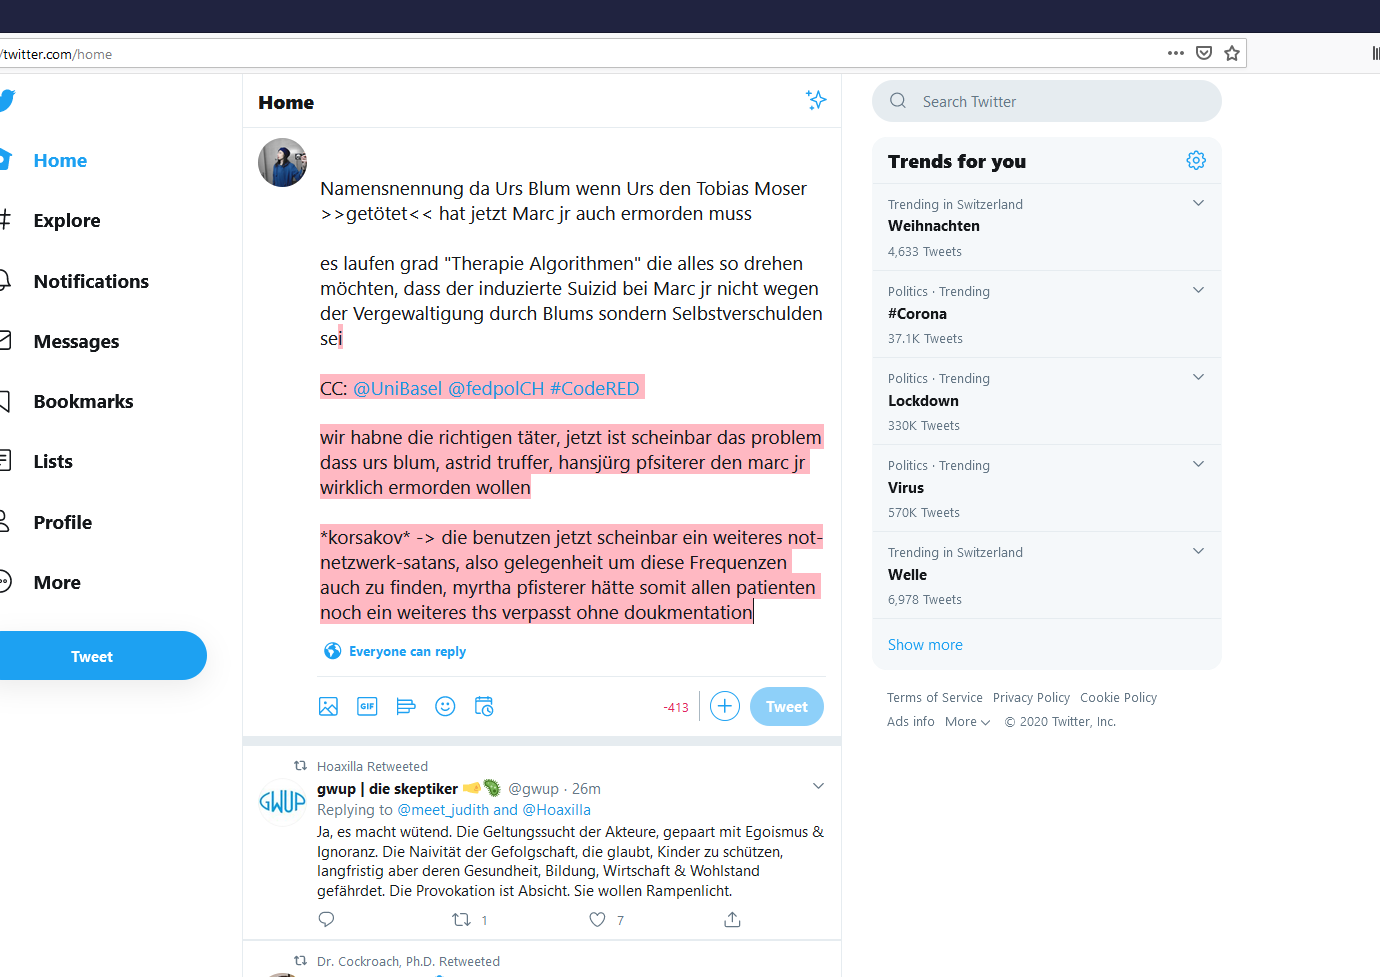 /twitter.com/home
Home
Search Twitter
Home
Explore
Notifications
Messages
Bookmarks
Lists
Profile
More
Tweet
Namensnennung da Urs Blum wenn Urs den Tobias Moser
>>getötet<< hat jetzt Marc jr auch ermorden muss
es laufen grad "Therapie Algorithmen" die alles so drehen
möchten, dass der induzierte Suizid bei Marc jr nicht wegen
der Vergewaltigung durch Blums sondern Selbstverschulden
sei
CC: @UniBasel @fedpolCH #CodeRED
wir habne die richtigen täter, jetzt ist scheinbar das problem
dass urs blum, astrid truffer, hansjürg pfsiterer den marc jr
wirklich ermorden wollen
*korsakov* -> die benutzen jetzt scheinbar ein weiteres not-
netzwerk-satans, also gelegenheit um diese Frequenzen
auch zu finden, myrtha pfisterer hätte somit allen patienten
noch ein weiteres ths verpasst ohne doukmentation
Everyone can reply
GIF
-413
Tweet
Hoaxilla Retweeted
GWUP
gwup | die skeptiker 🤜🦠 @gwup · 26m
Replying to @meet_judith and @Hoaxilla
Ja, es macht wütend. Die Geltungssucht der Akteure, gepaart mit Egoismus &
Ignoranz. Die Naivität der Gefolgschaft, die glaubt, Kinder zu schützen,
langfristig aber deren Gesundheit, Bildung, Wirtschaft & Wohlstand
gefährdet. Die Provokation ist Absicht. Sie wollen Rampenlicht.
1
7
Dr. Cockroach, Ph.D. Retweeted
Trends for you
Trending in Switzerland
Weihnachten
4,633 Tweets
Politics · Trending
#Corona
37.1K Tweets
Politics · Trending
Lockdown
330K Tweets
Politics · Trending
Virus
570K Tweets
Trending in Switzerland
Welle
6,978 Tweets
Show more
Terms of Service Privacy Policy Cookie Policy
Ads info More © 2020 Twitter, Inc.